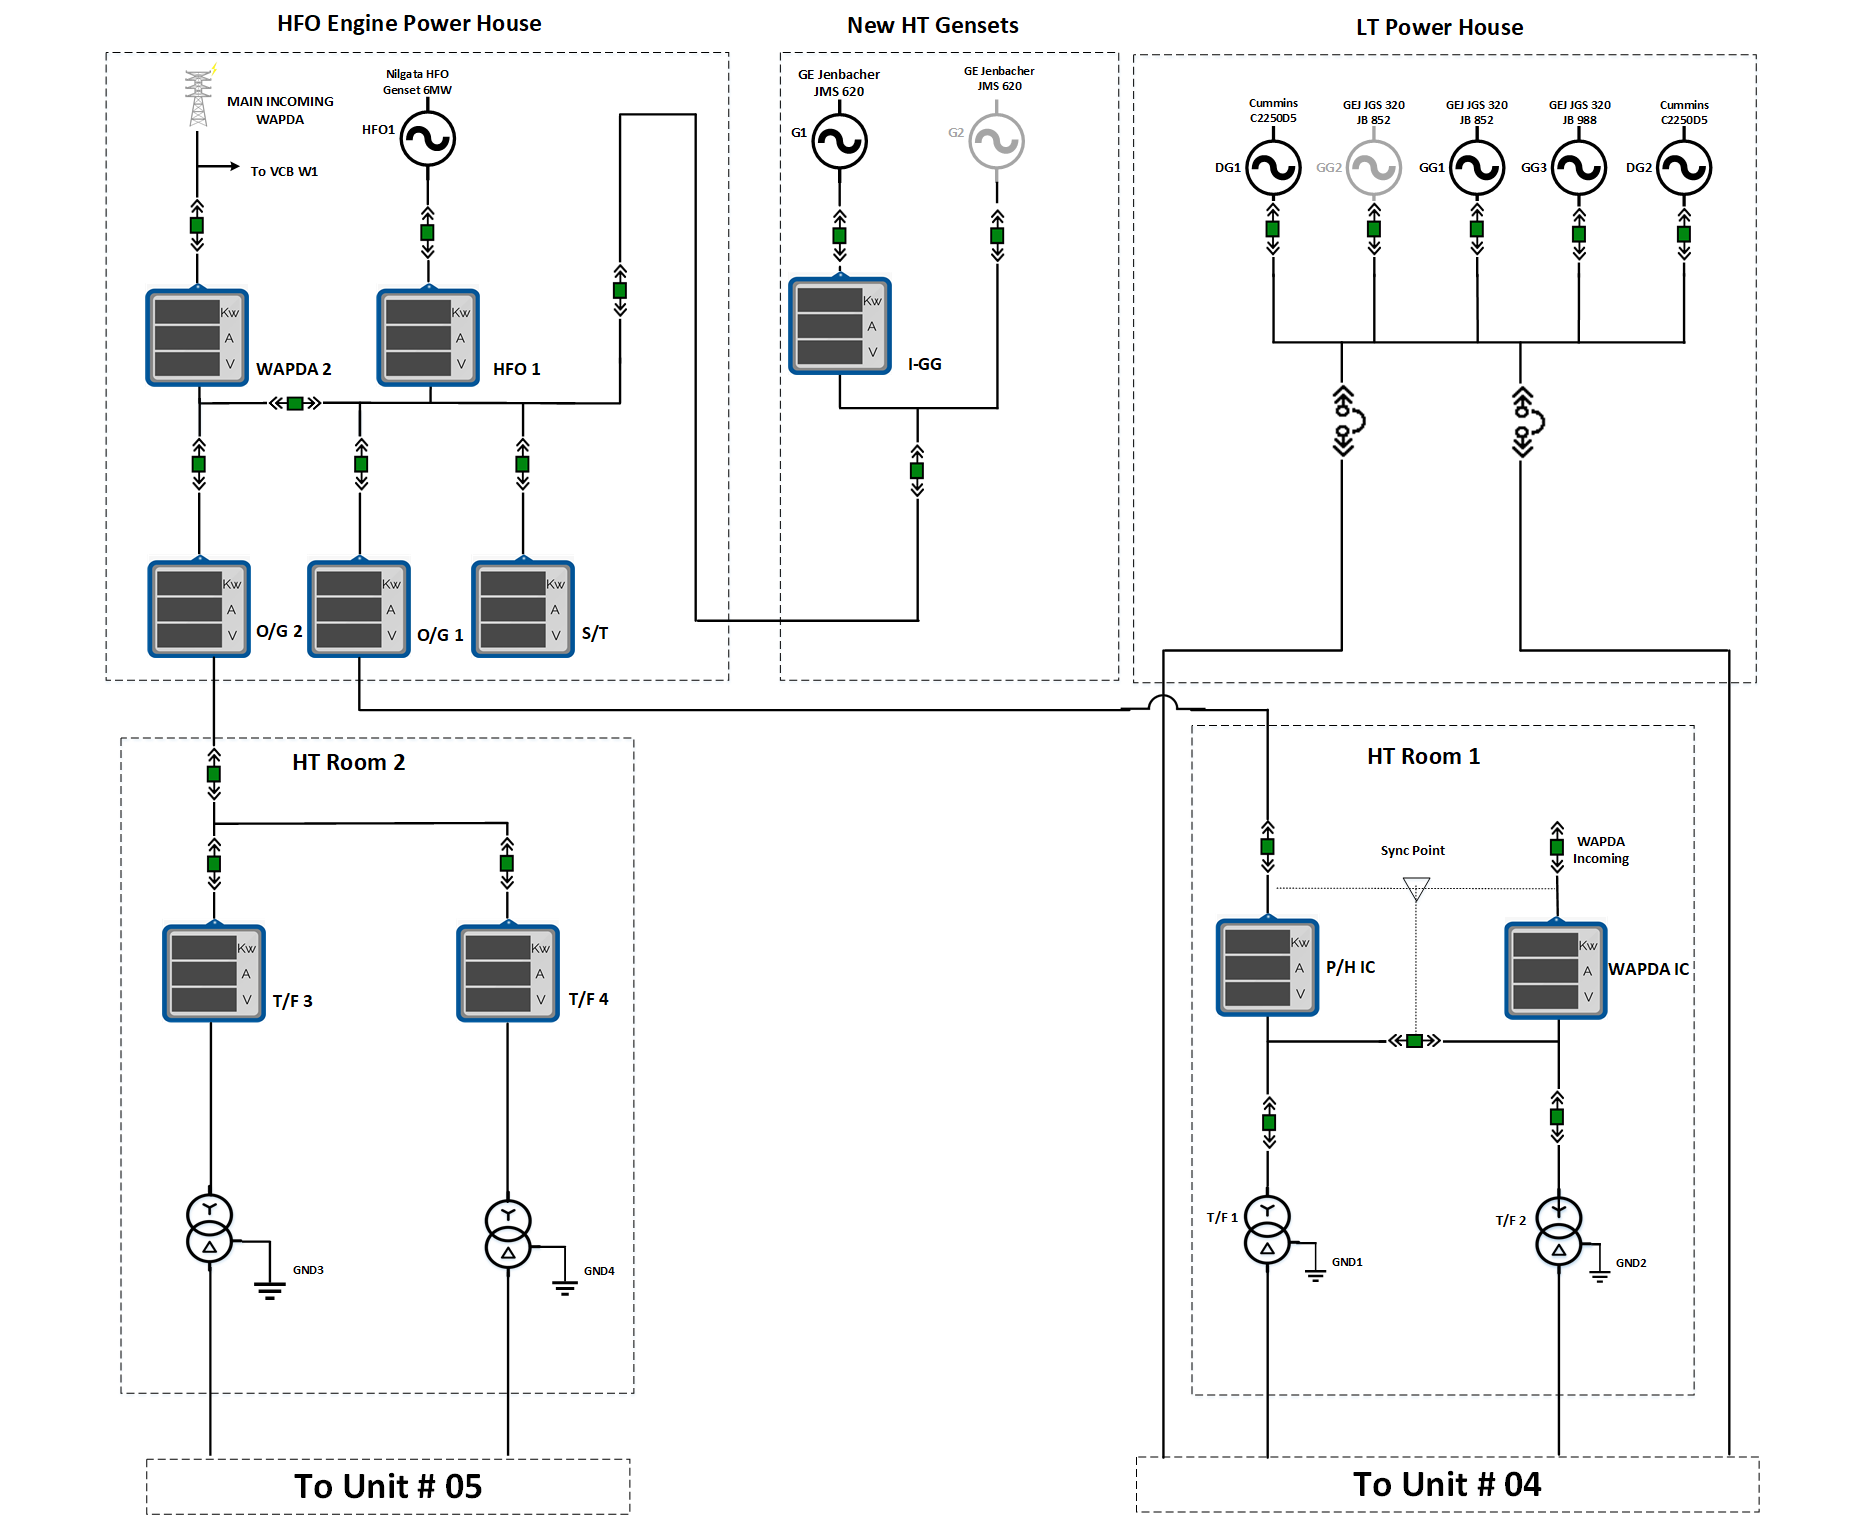 HFO Engine Power House
New HT Gensets
LT Power House
MAIN INCOMING
WAPDA
To VCB W1
Nilgata HFO
Genset 6MW
HFO1
Kw
A
V
WAPDA 2
Kw
A
V
HFO 1
Kw
A
V
O/G 2
Kw
A
V
O/G 1
Kw
A
V
S/T
GE Jenbacher
JMS 620
G1
GE Jenbacher
JMS 620
G2
Kw
A
V
I-GG
Cummins
C2250D5
DG1
GEJ JGS 320
JB 852
GG2
GEJ JGS 320
JB 852
GG1
GEJ JGS 320
JB 988
GG3
Cummins
C2250D5
DG2
HT Room 2
Kw
A
V
T/F 3
Kw
A
V
T/F 4
GND3
GND4
To Unit # 05
HT Room 1
Sync Point
WAPDA
Incoming
Kw
A
V
P/H IC
Kw
A
V
WAPDA IC
T/F 1
GND1
T/F 2
GND2
To Unit # 04